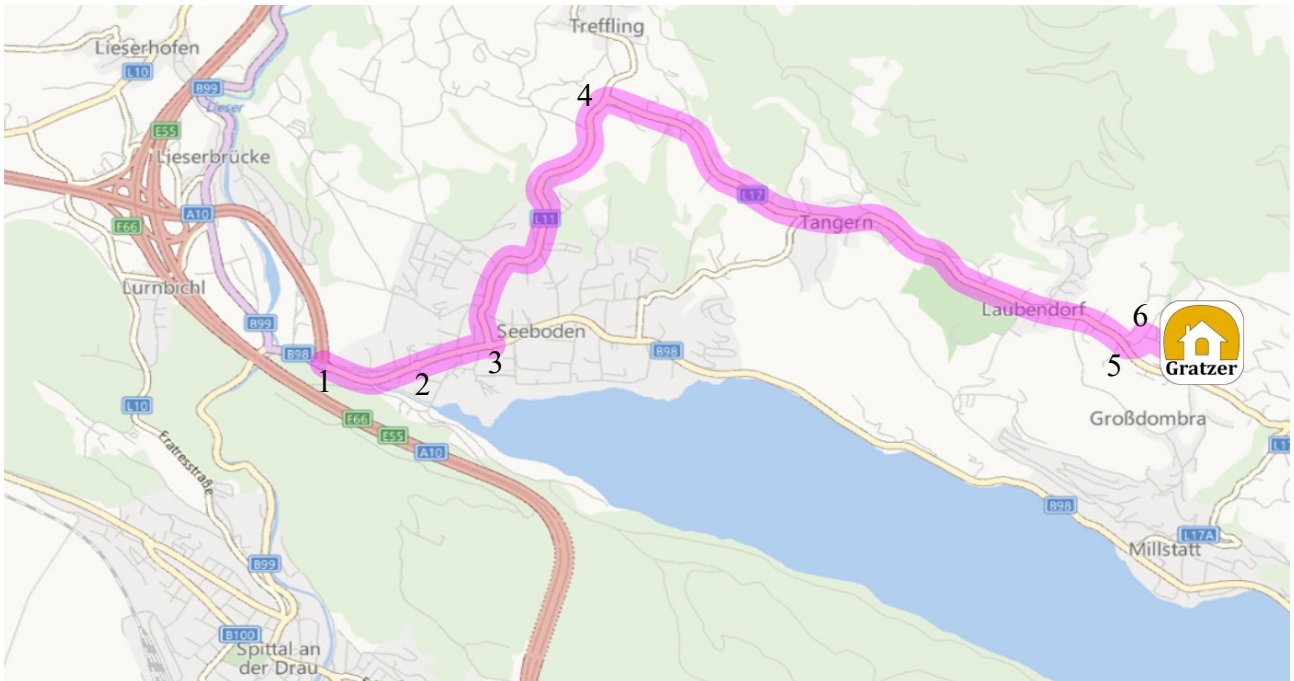 Treffling
Lieserhofen
L10
B99
4
Lieser
E55
Lieserbrücke
L17
A10
L11
Tangern
E66
Lurnbichl
Laubendorf
6
B99
Seeboden
B98
B98
3
5
1
2
Gratzer
L10
E66
E55
Großdombra
A10
L17
Fratresstraße
B98
L17A
Millstatt
B99
B100
Spittal an
der Drau